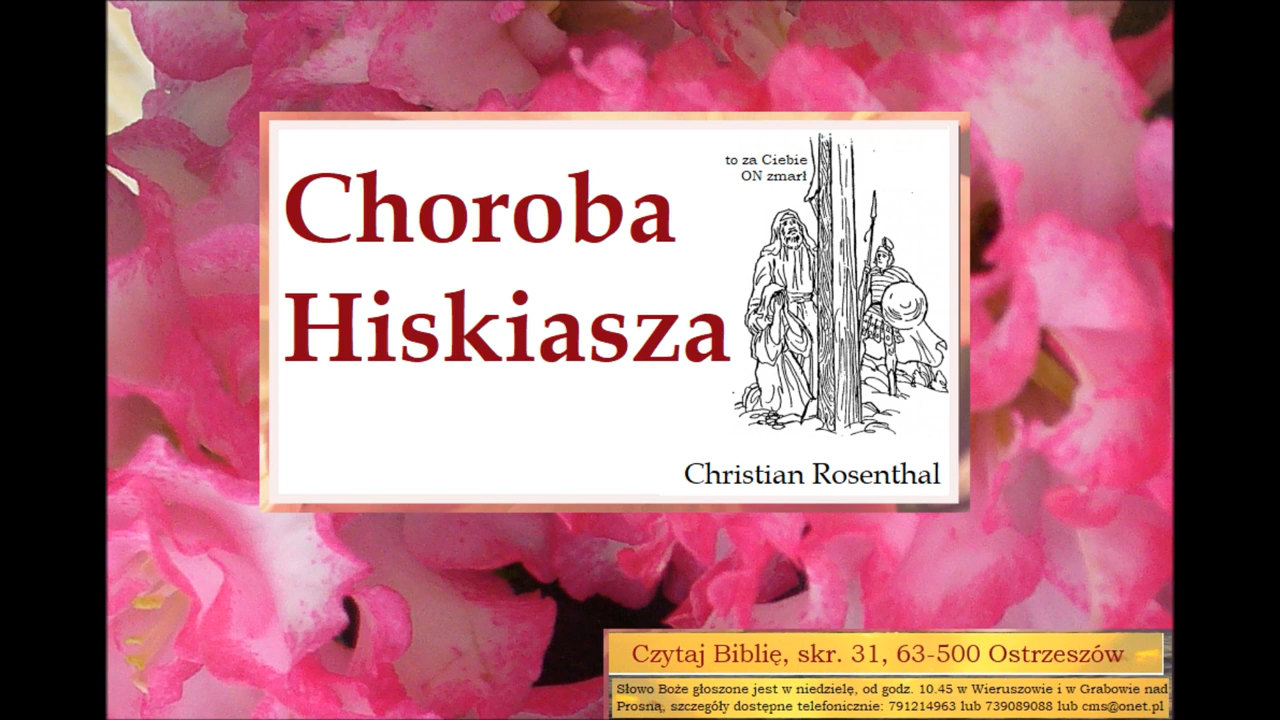 to za Ciebie
ON zmarł
Choroba
Hiskiasza
Christian Rosenthal
Czytaj Biblię, skr. 31, 63-500 Ostrzeszów
Słowo Boże głoszone jest w niedzielę, od godz. 10.45 w Wieruszowie i w Grabowie nad
Prosną, szczegóły dostępne telefonicznie: 791214963 lub 739089088 lub cms@onet.pl